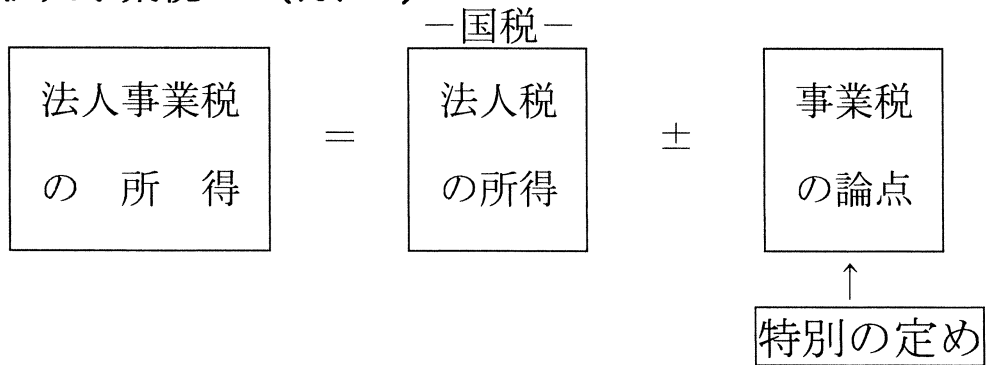 －国税－
法人事業税 法人税 事業税
＝ ±
の 所 得 の所得 の論点
↑
特別の定め